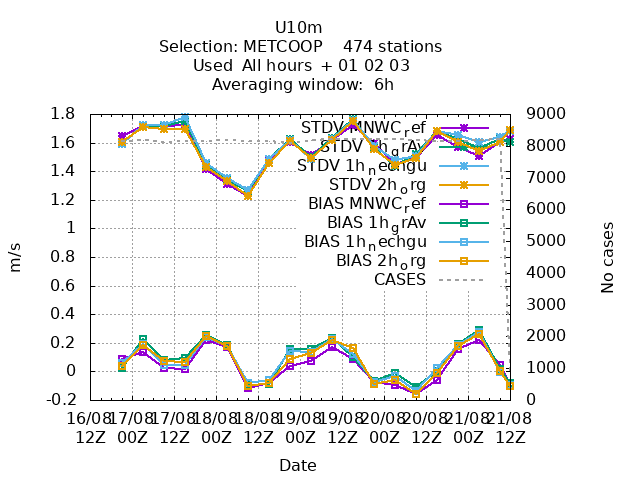 U10m
Selection: METCOOP 474 stations
Used All hours + 01 02 03
Averaging window: 6h
1.8
1.6
1.4
1.2
1
0.8
0.6
0.4
0.2
0
-0.2
m/s
9000
8000
7000
6000
5000
4000
3000
2000
1000
0
No cases
STDV MNWC_ref
STDV 1h_grAv
STDV 1h_nechgu
STDV 2h_org
BIAS MNWC_ref
BIAS 1h_grAv
BIAS 1h_nechgu
BIAS 2h_org
CASES
16/08 17/08 17/08 18/08 18/08 19/08 19/08 20/08 20/08 21/08 21/08
12Z 00Z 12Z 00Z 12Z 00Z 12Z 00Z 12Z 00Z 12Z
Date